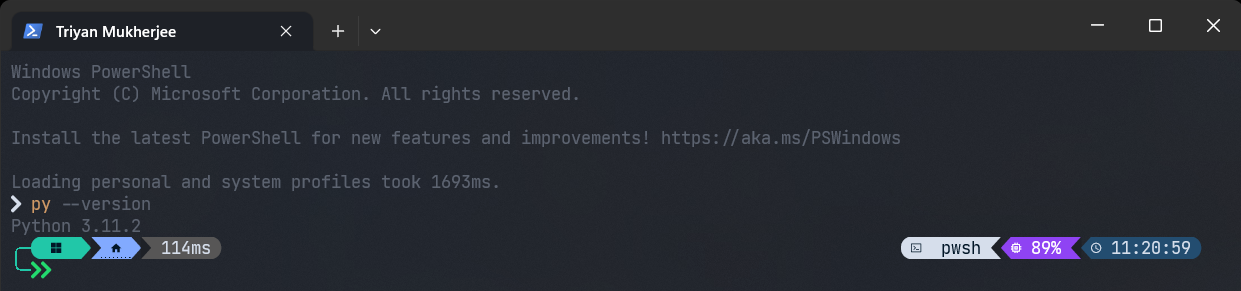 Triyan Mukherjee
Windows PowerShell
Copyright (C) Microsoft Corporation. All rights reserved.
Install the latest PowerShell for new features and improvements! https://aka.ms/PSWindows
Loading personal and system profiles took 1693ms.
❯ py --version
Python 3.11.2
114ms pwsh 89% 11:20:59